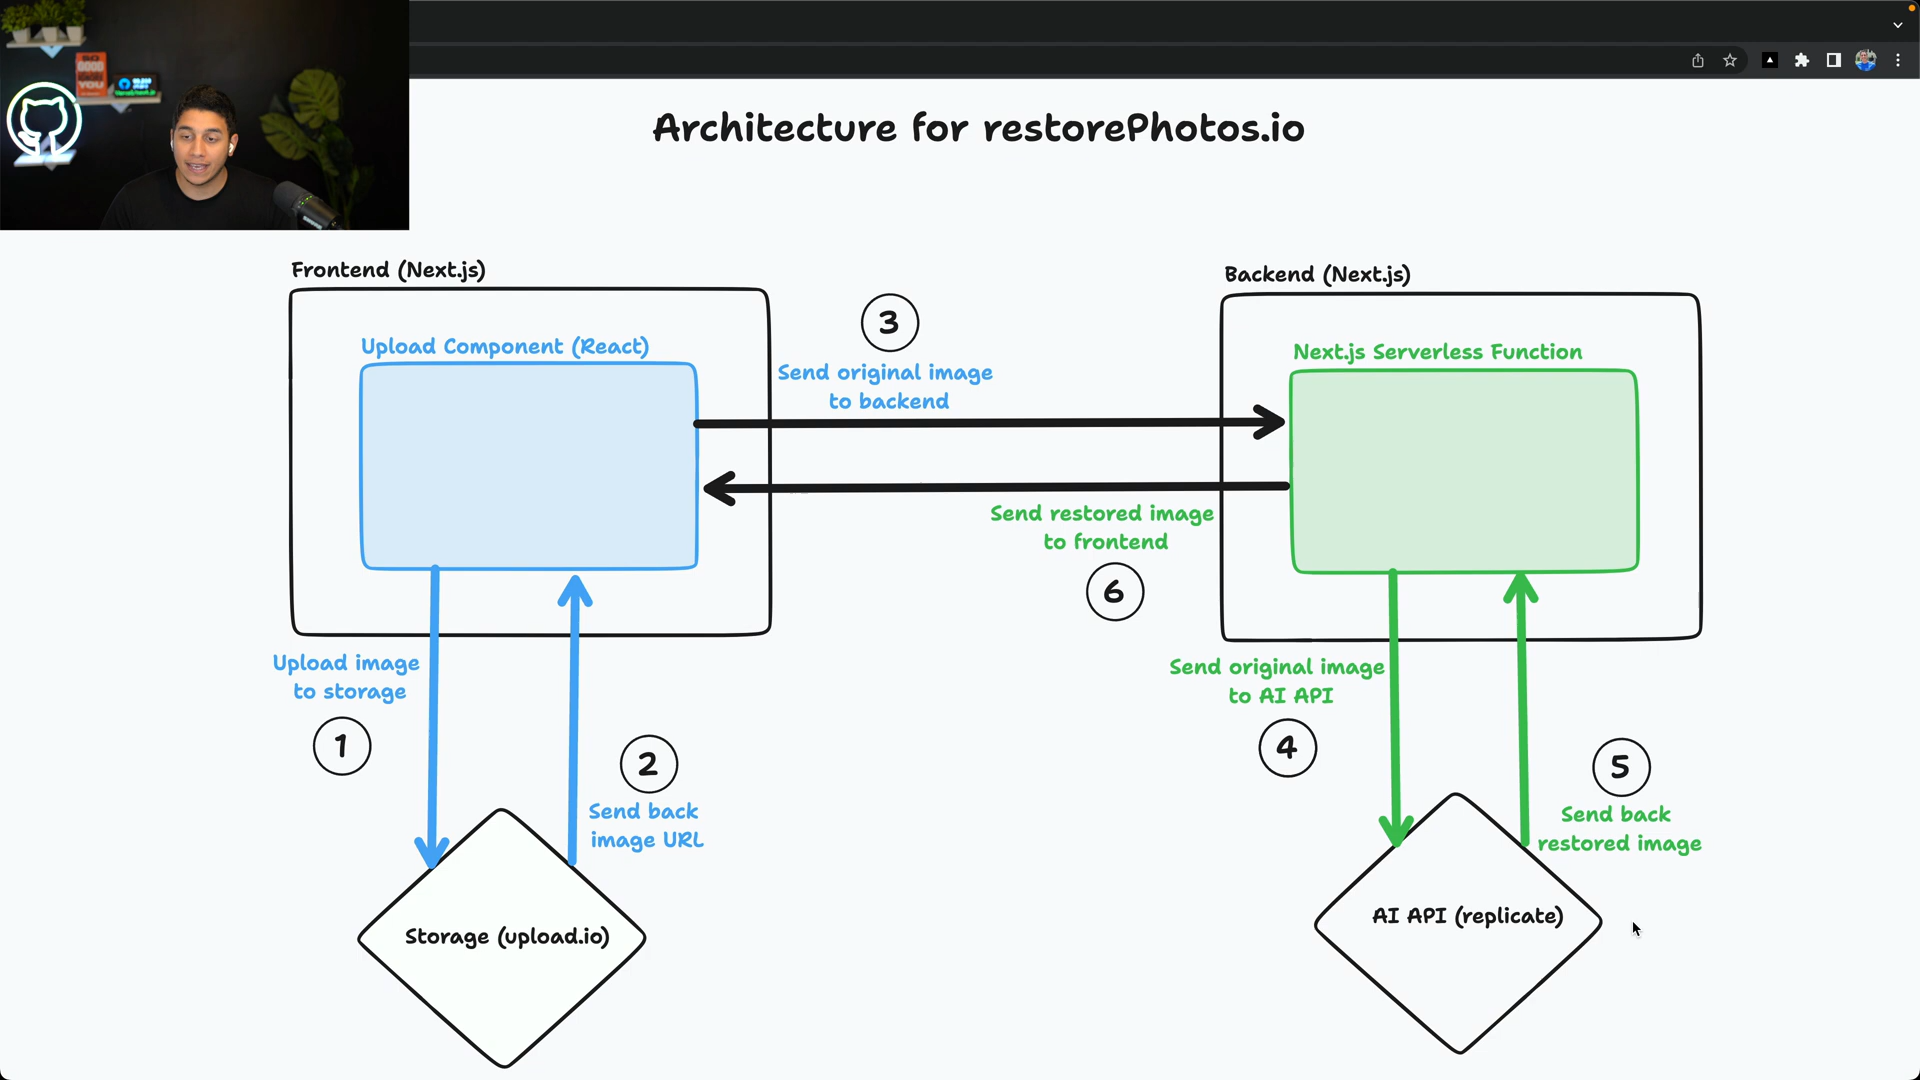 Architecture for restorePhotos.io
Frontend (Next.js)
Upload Component (React)
3
Send original image
to backend
Backend (Next.js)
Next.js Serverless Function
Send restored image
to frontend
6
Upload image
to storage
1
2
Send back
image URL
Storage (upload.io)
Send original image
to AI API
4
5
Send back
restored image
AI API (replicate)
GOOD
YOU